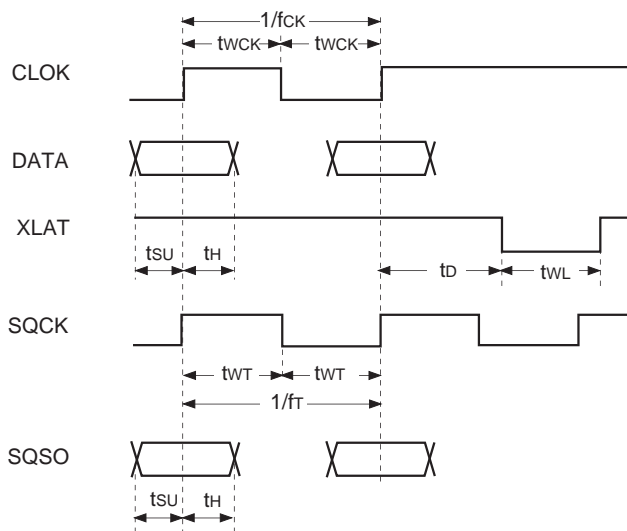 1/fCK
tWCK tWCK
CLOK
DATA
XLAT
tSU tH
tD tWL
SQCK
tWT tWT
1/fT
SQSO
tSU tH